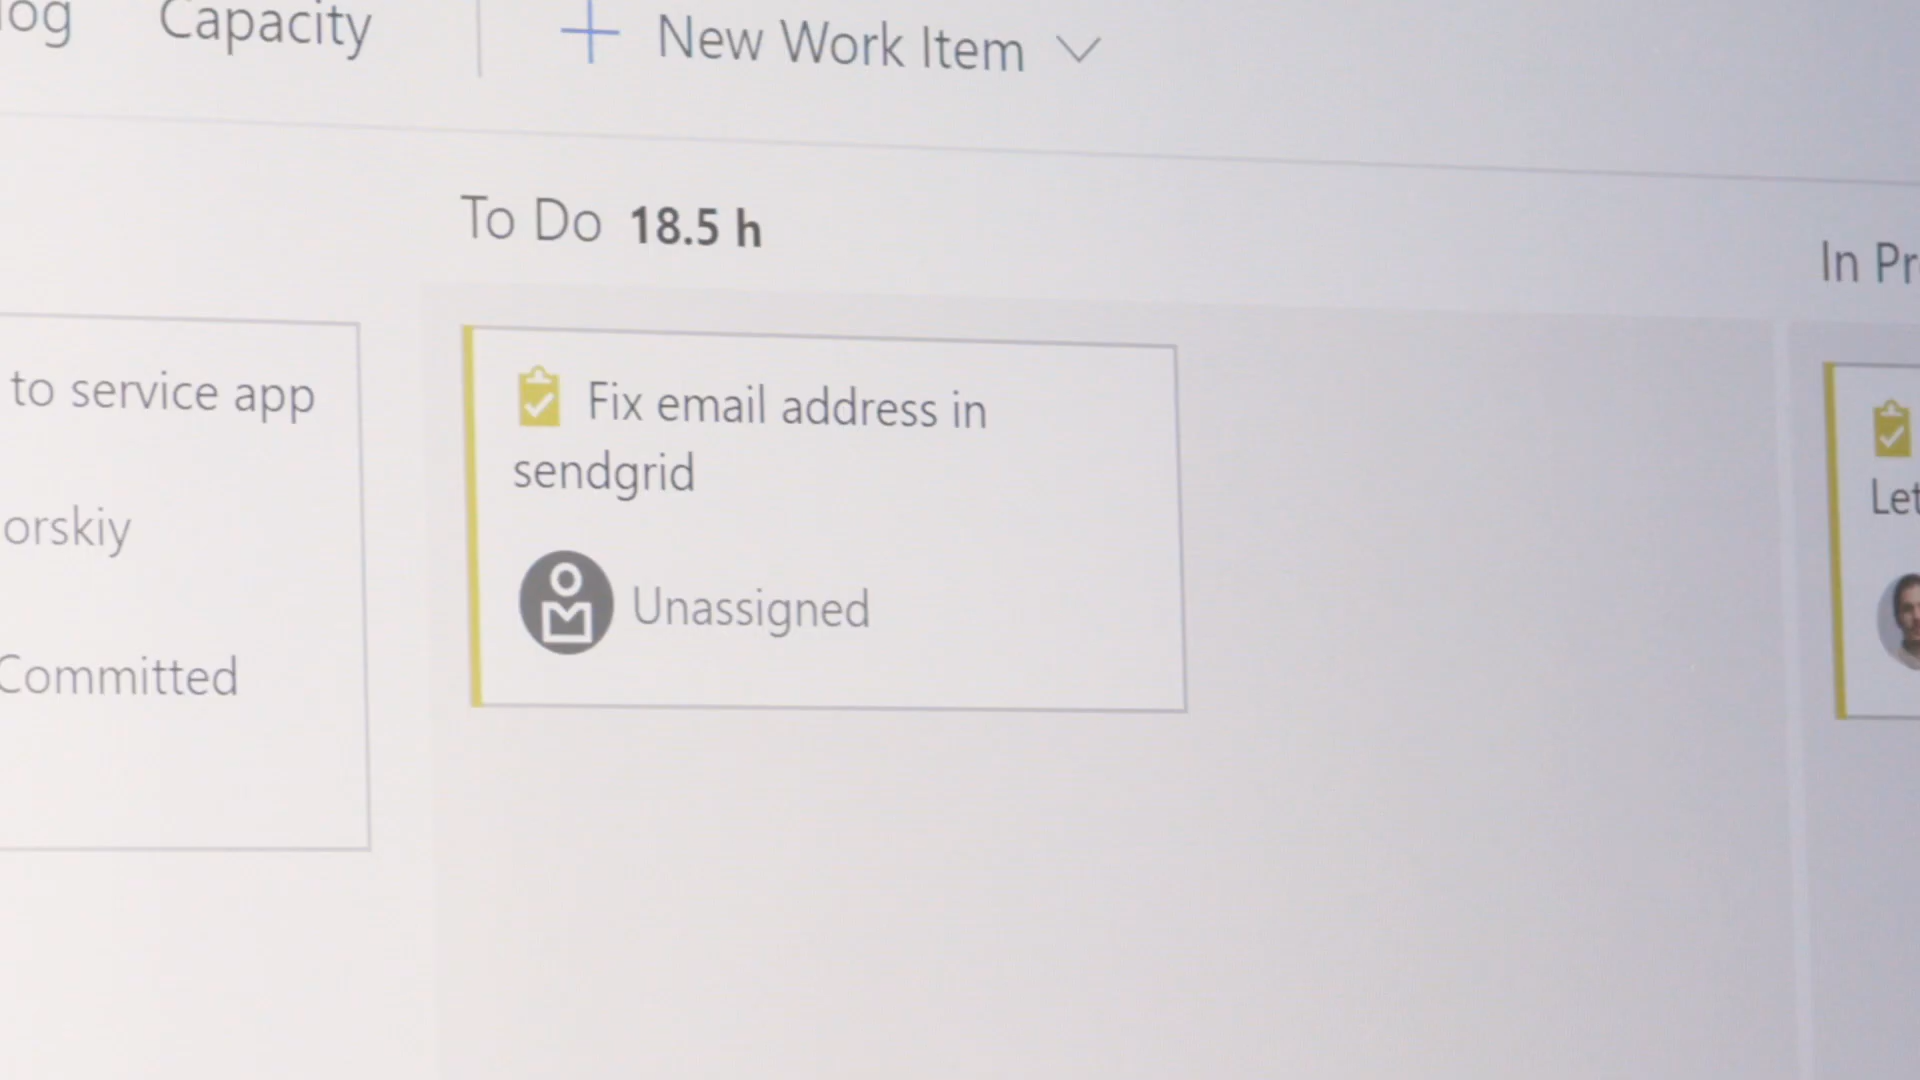 log Capacity New Work Item
To Do 18.5 h
In Pr
to service app
orskiy
Committed
Fix email address in
sendgrid
Unassigned
Let